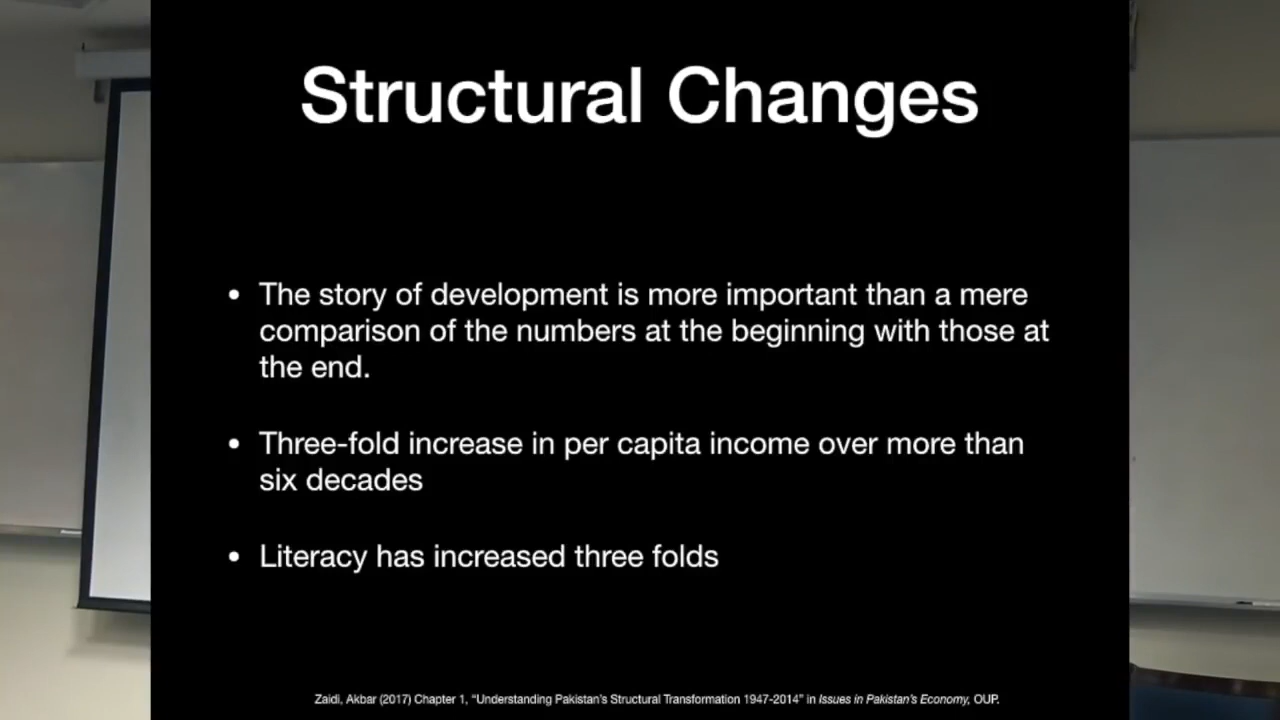 Structural Changes
• The story of development is more important than a mere
comparison of the numbers at the beginning with those at
the end.
• Three-fold increase in per capita income over more than
six decades
• Literacy has increased three folds
Zaidi, Akbar (2017) Chapter 1, “Understanding Pakistan's Structural Transformation 1947-2014” in Issues in Pakistan's Economy, OUP.